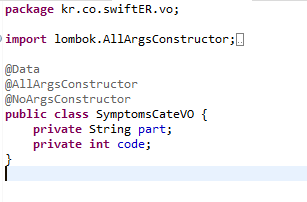 package kr.co.swiftER.vo;
import lombok.AllArgsConstructor;
@Data
@AllArgsConstructor
@NoArgsConstructor
public class SymptomsCateVO {
private String part;
private int code;
}